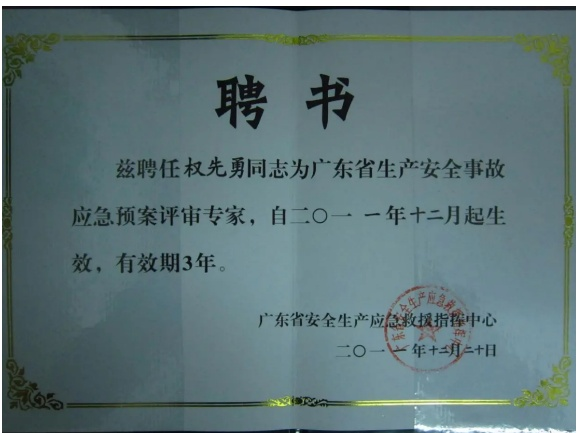 聘书
兹聘任权先勇同志为广东省生产安全事故
应急预案评审专家，自二〇一一年十二月起生
效，有效期3年。
广东省安全生产应急救援指挥中心
二〇一一年十二月二十日